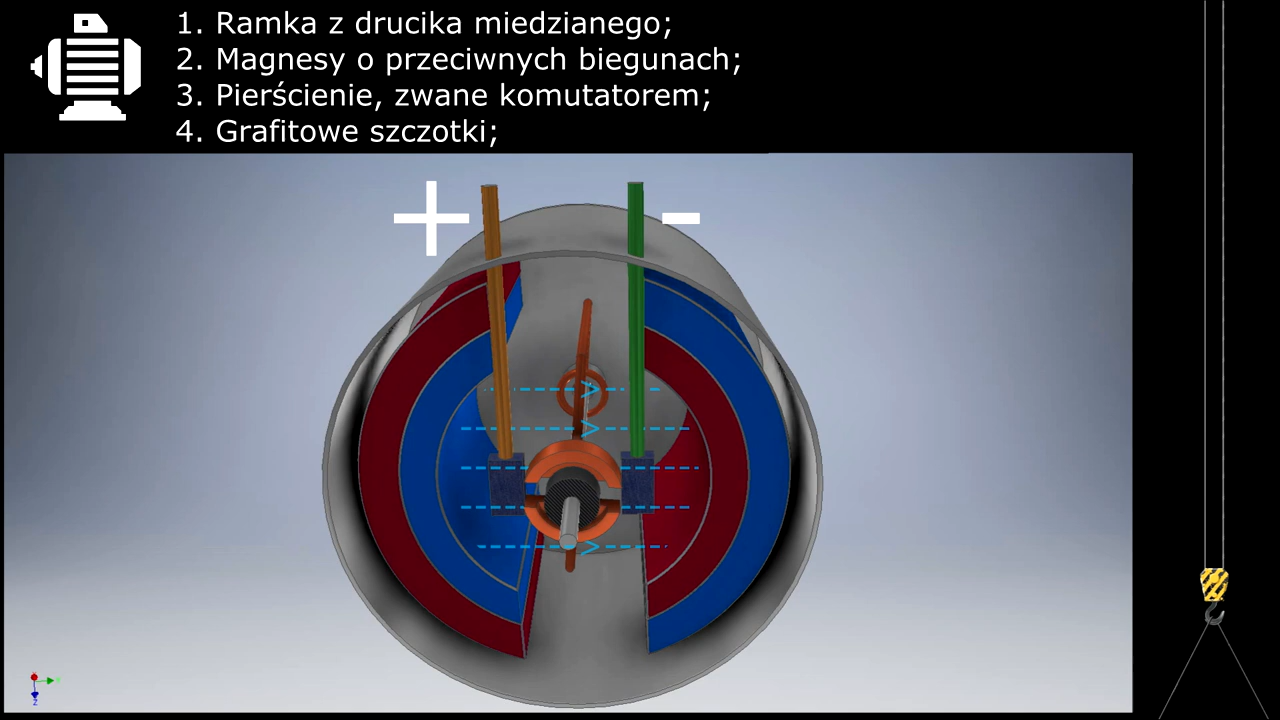 1. Ramka z drucika miedzianego;
2. Magnesy o przeciwnych biegunach;
3. Pierścienie, zwane komutatorem;
4. Grafitowe szczotki;
+ -
Z